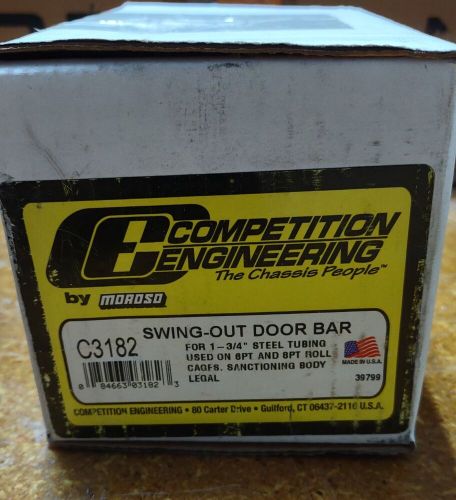 COMPETITION
ENGINEERING
The Chassis People™
by MOROSO
C3182
SWING-OUT DOOR BAR
FOR 1-3/4" STEEL TUBING
USED ON 6PT AND 8PT ROLL
CAGES. SANCTIONING BODY
LEGAL
MADE IN U.S.A.
39799
0 84663 03182 3
COMPETITION ENGINEERING • 80 Carter Drive • Guilford, CT 06437-2116 U.S.A.